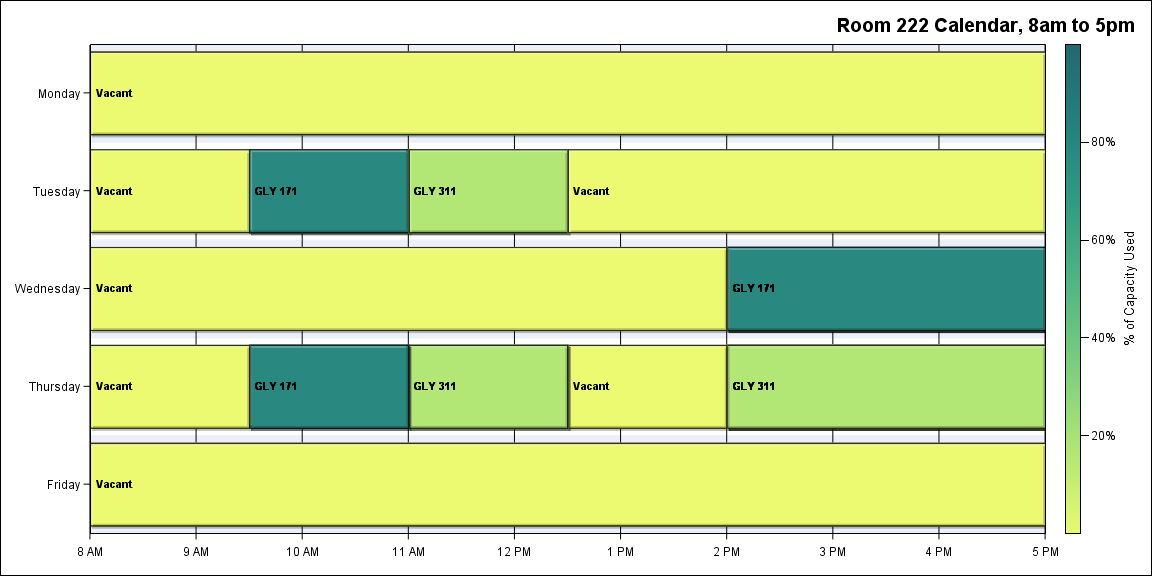 Room 222 Calendar, 8am to 5pm
Monday
Vacant
80%
Tuesday
Vacant
GLY 171
GLY 311
Vacant
60%
% of Capacity Used
Wednesday
Vacant
GLY 171
40%
Thursday
Vacant
GLY 171
GLY 311
Vacant
GLY 311
20%
Friday
Vacant
8 AM
9 AM
10 AM
11 AM
12 PM
1 PM
2 PM
3 PM
4 PM
5 PM